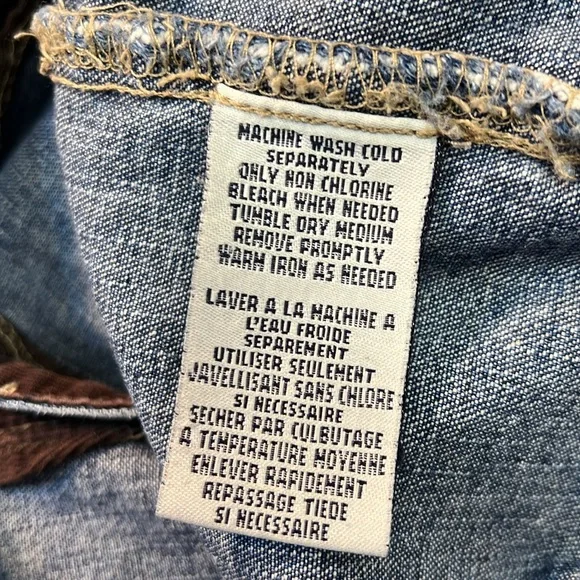 MACHINE WASH COLD
SEPARATELY
ONLY NON CHLORINE
BLEACH WHEN NEEDED
TUMBLE DRY MEDIUM
REMOVE PROMPTLY
WARM IRON AS NEEDED
LAVER A LA MACHINE A
L'EAU FROIDE
SEPAREMENT
UTILISER SEULEMENT
JAVELLISANT SANS CHLORE
SI NECESSAIRE
SECHER PAR CULBUTAGE
A TEMPERATURE MOYENNE
ENLEVER RAPIDEMENT
REPASSAGE TIEDE
SI NECESSAIRE